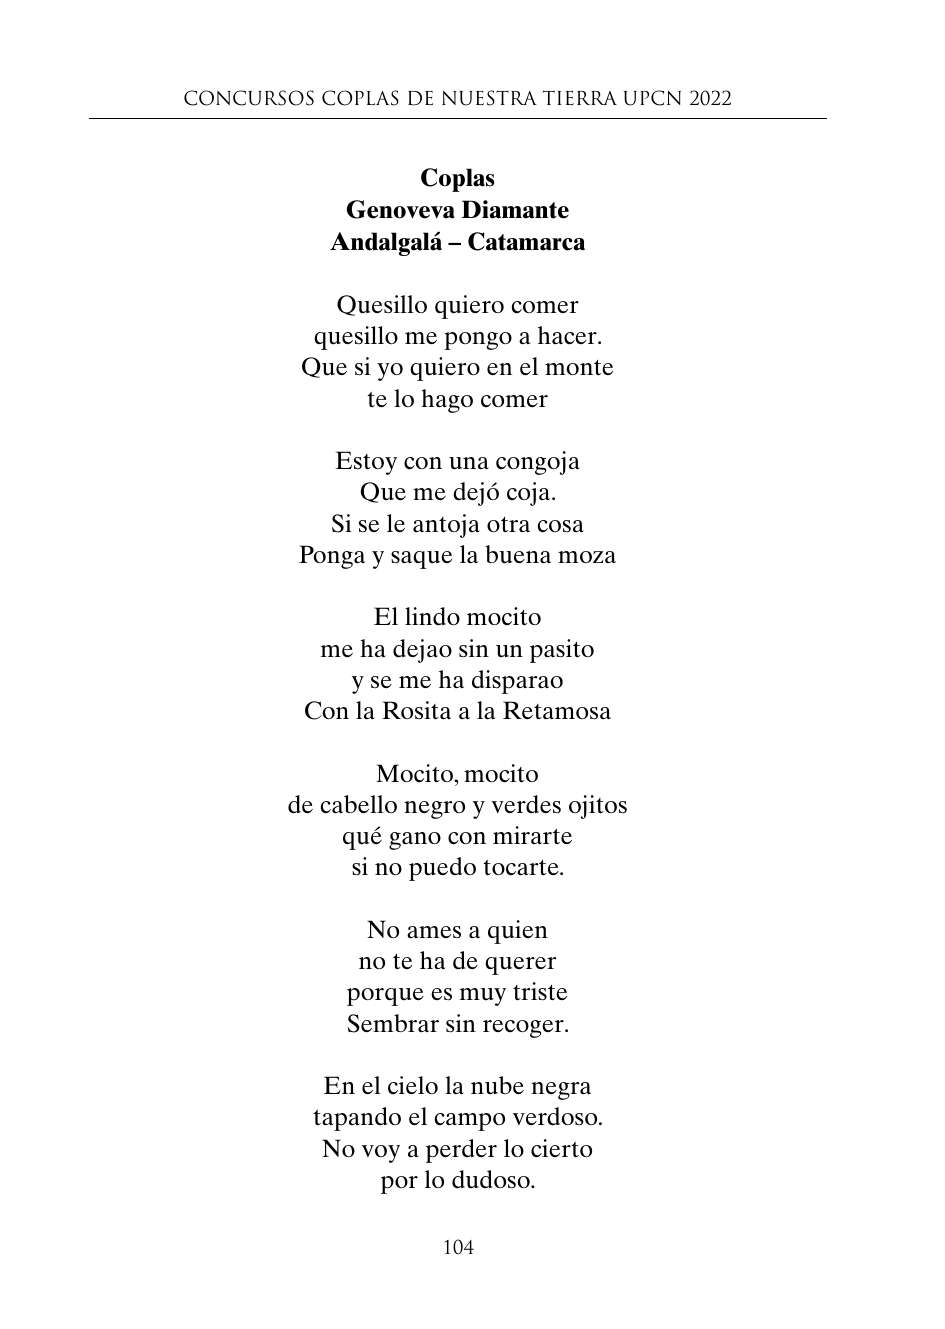 CONCURSOS COPLAS DE NUESTRA TIERRA UPCN 2022
Coplas
Genoveva Diamante
Andalgalá – Catamarca
Quesillo quiero comer
quesillo me pongo a hacer.
Que si yo quiero en el monte
te lo hago comer
Estoy con una congoja
Que me dejó coja.
Si se le antoja otra cosa
Ponga y saque la buena moza
El lindo mocito
me ha dejao sin un pasito
y se me ha disparao
Con la Rosita a la Retamosa
Mocito, mocito
de cabello negro y verdes ojitos
qué gano con mirarte
si no puedo tocarte.
No ames a quien
no te ha de querer
porque es muy triste
Sembrar sin recoger.
En el cielo la nube negra
tapando el campo verdoso.
No voy a perder lo cierto
por lo dudoso.
104